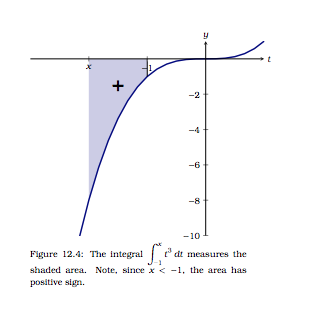 y
t
x
−1
+
−2
−4
−6
−8
−10
Figure 12.4: The integral ∫_{−1}^{x} t³ dt measures the
shaded area. Note, since x < −1, the area has
positive sign.